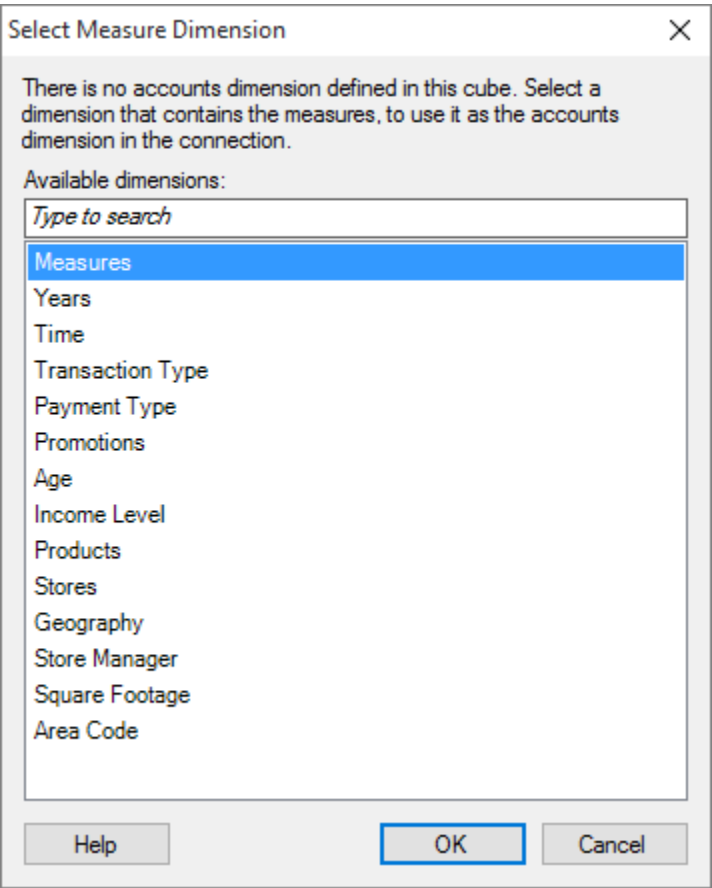 Select Measure Dimension
There is no accounts dimension defined in this cube. Select a
dimension that contains the measures, to use it as the accounts
dimension in the connection.
Available dimensions:
Type to search
Measures
Years
Time
Transaction Type
Payment Type
Promotions
Age
Income Level
Products
Stores
Geography
Store Manager
Square Footage
Area Code
Help OK Cancel